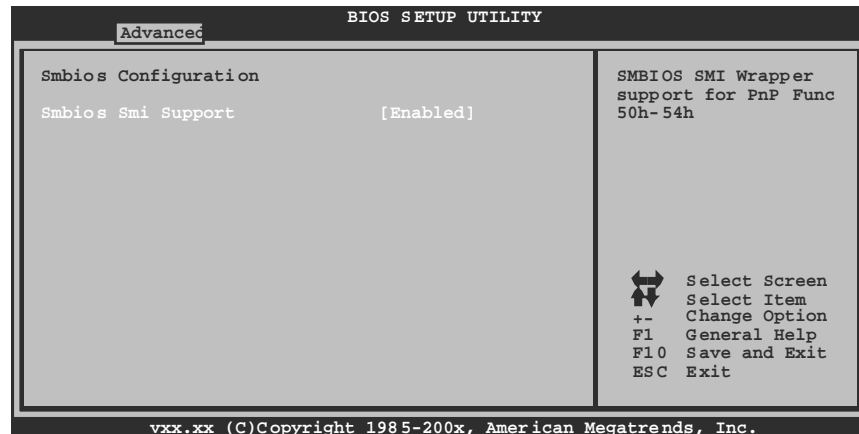 BIOS SETUP UTILITY
Advanced
Smbios Configuration
Smbios Smi Support [Enabled]
SMBIOS SMI Wrapper
support for PnP Func
50h-54h
Select Screen
Select Item
+- Change Option
F1 General Help
F10 Save and Exit
ESC Exit
vxx.xx (C)Copyright 1985-200x, American Megatrends, Inc.